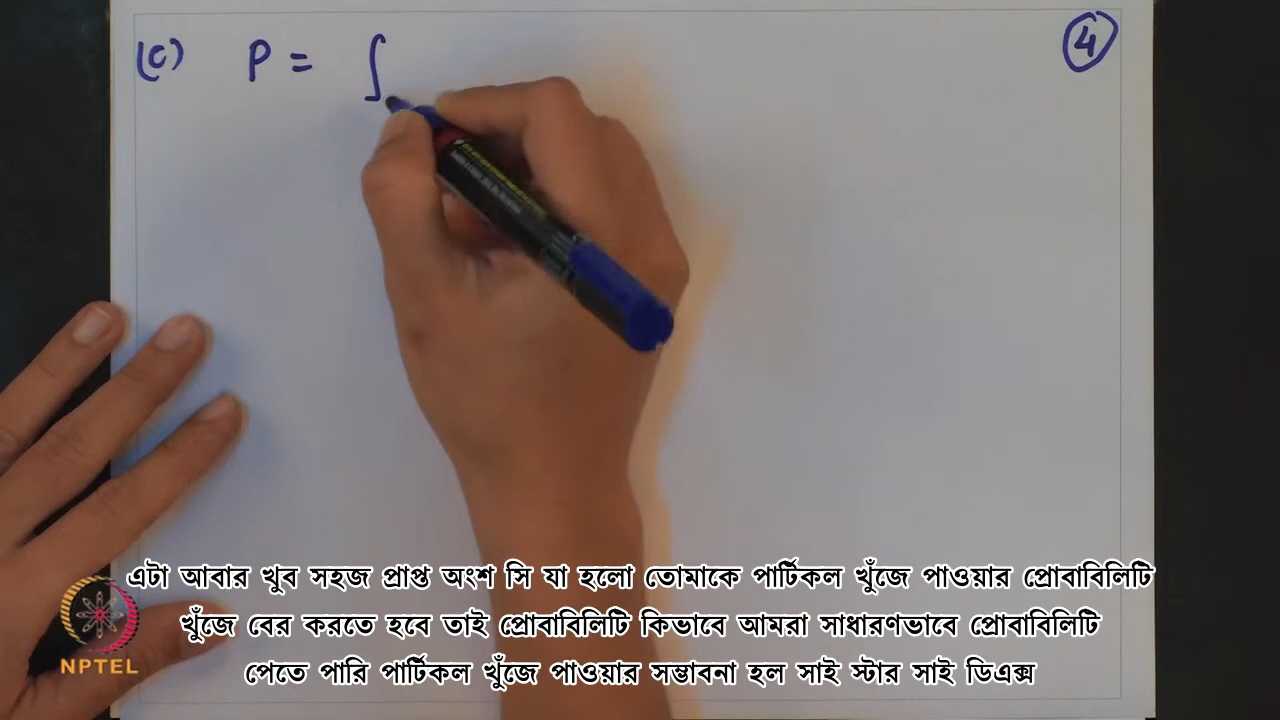 (C) P = ∫
4
এটা আবার খুব সহজ প্রাপ্ত অংশ সি যা হলো তোমাকে পার্টিকল খুঁজে পাওয়ার প্রোবাবিলিটি
খুঁজে বের করতে হবে তাই প্রোবাবিলিটি কিভাবে আমরা সাধারণভাবে প্রোবাবিলিটি
পেতে পারি পার্টিকল খুঁজে পাওয়ার সম্ভাবনা হল সাই স্টার সাই ডিএক্স
NPTEL